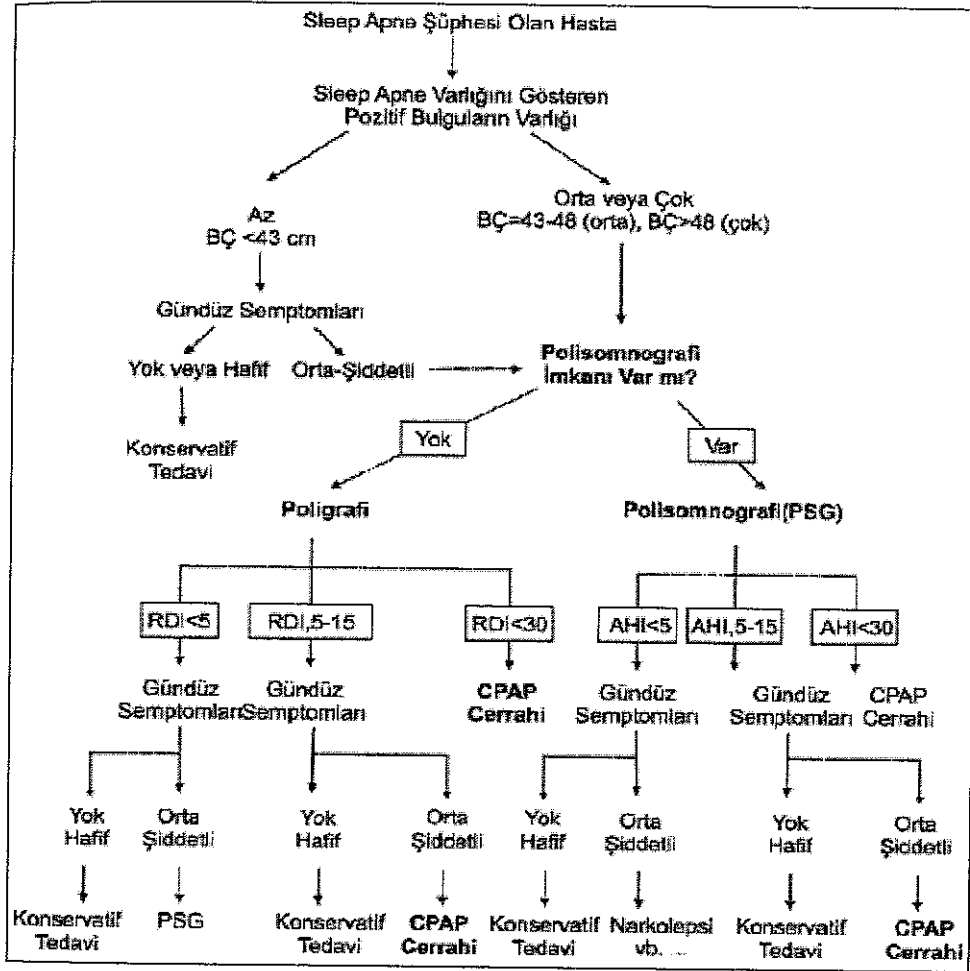 Sleep Apne Şüphesi Olan Hasta
Sleep Apne Varlığını Gösteren
Pozitif Bulguların Varlığı
Az
BÇ <43 cm
Orta veya Çok
BÇ=43-48 (orta), BÇ>48 (çok)
Gündüz Semptomları
Yok veya Hafif
Orta-Şiddetli
Polisomnografi
İmkanı Var mı?
Konservatif
Tedavi
Yok
Var
Poligrafi
Polisomnografi(PSG)
RDI<5
RDI,5-15
RDI<30
AHI<5
AHI,5-15
AHI<30
Gündüz
Semptomları
Gündüz
Semptomları
CPAP
Cerrahi
Gündüz
Semptomları
Gündüz
Semptomları
CPAP
Cerrahi
Yok
Hafif
Orta
Şiddetli
Yok
Hafif
Orta
Şiddetli
Yok
Hafif
Orta
Şiddetli
Yok
Hafif
Orta
Şiddetli
Konservatif
Tedavi
PSG
Konservatif
Tedavi
CPAP
Cerrahi
Konservatif
Tedavi
Narkolepsi
vb. ...
Konservatif
Tedavi
CPAP
Cerrahi